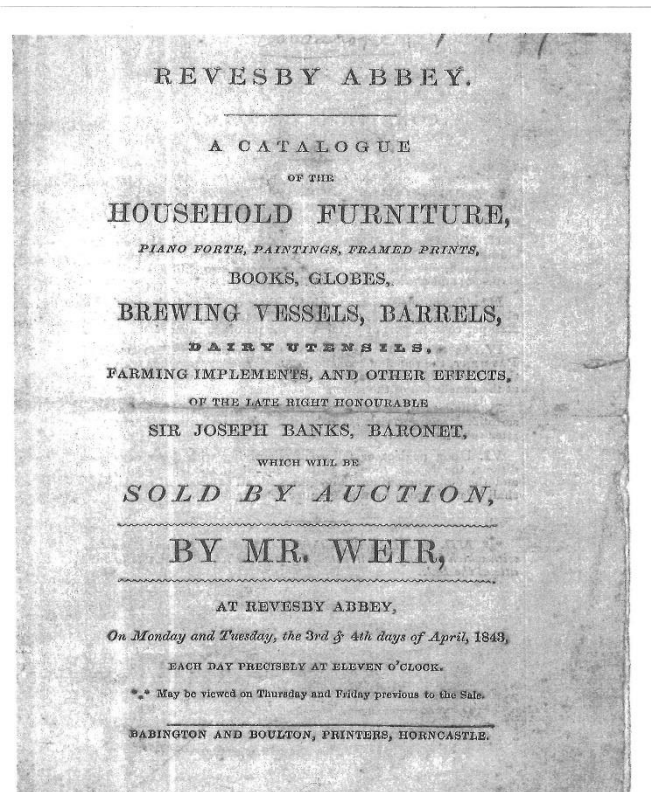 REVESBY ABBEY.
A CATALOGUE
OF THE
HOUSEHOLD FURNITURE,
PIANO FORTE, PAINTINGS, FRAMED PRINTS,
BOOKS, GLOBES,
BREWING VESSELS, BARRELS,
DAIRY UTENSILS,
FARMING IMPLEMENTS, AND OTHER EFFECTS,
OF THE LATE RIGHT HONOURABLE
SIR JOSEPH BANKS, BARONET,
WHICH WILL BE
SOLD BY AUCTION,
BY MR. WEIR,
AT REVESBY ABBEY,
On Monday and Tuesday, the 3rd & 4th days of April, 1843,
EACH DAY PRECISELY AT ELEVEN O'CLOCK.
*⁎* May be viewed on Thursday and Friday previous to the Sale.
BABINGTON AND BOULTON, PRINTERS, HORNCASTLE.